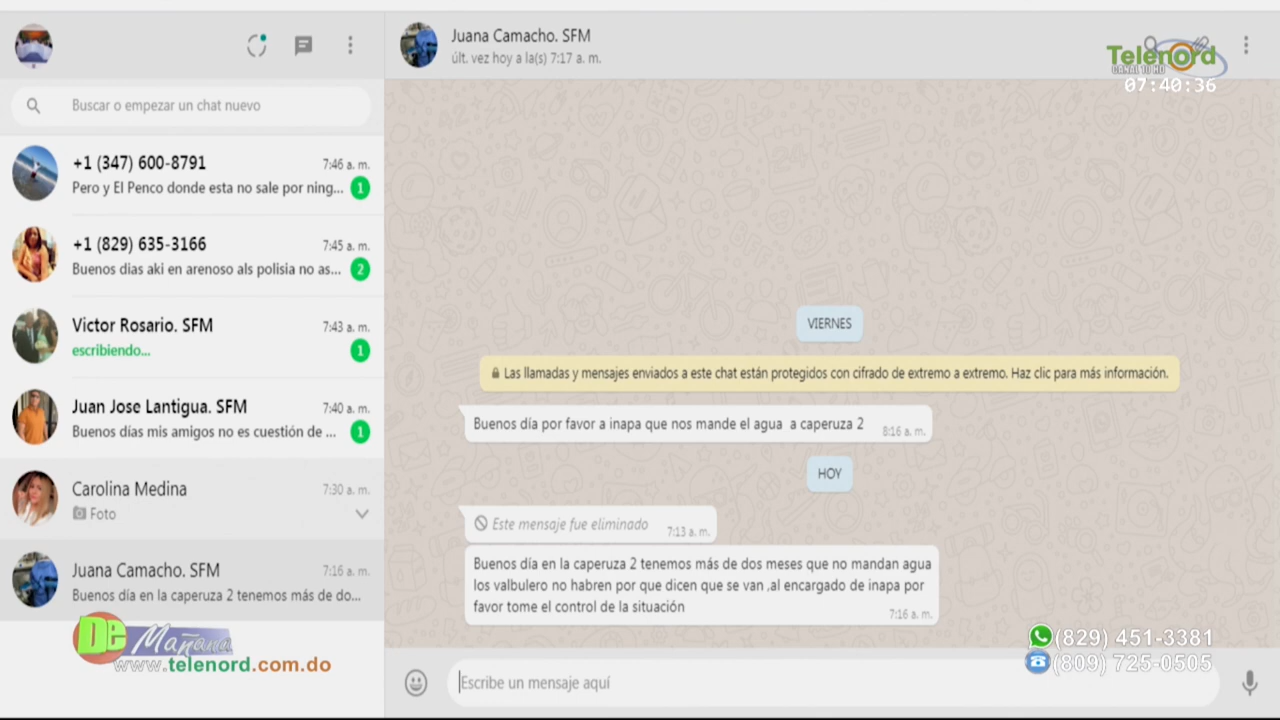 Juana Camacho. SFM
últ. vez hoy a la(s) 7:17 a. m.
Telenord
CANAL 10 HD
07:40:36
Buscar o empezar un chat nuevo
+1 (347) 600-8791
7:46 a. m.
Pero y El Penco donde esta no sale por ning...
1
+1 (829) 635-3166
7:45 a. m.
Buenos dias aki en arenoso als polisia no as...
2
Victor Rosario. SFM
7:43 a. m.
escribiendo...
1
Juan Jose Lantigua. SFM
7:40 a. m.
Buenos días mis amigos no es cuestión de ...
1
Carolina Medina
7:30 a. m.
Foto
Juana Camacho. SFM
7:16 a. m.
Buenos día en la caperuza 2 tenemos más de do...
De Mañana
www.telenord.com.do
VIERNES
Las llamadas y mensajes enviados a este chat están protegidos con cifrado de extremo a extremo. Haz clic para más información.
Buenos día por favor a inapa que nos mande el agua a caperuza 2
8:16 a. m.
HOY
Este mensaje fue eliminado
7:13 a. m.
Buenos día en la caperuza 2 tenemos más de dos meses que no mandan agua
los valbulero no habren por que dicen que se van ,al encargado de inapa por
favor tome el control de la situación
7:16 a. m.
(829) 451-3381
(809) 725-0505
Escribe un mensaje aquí